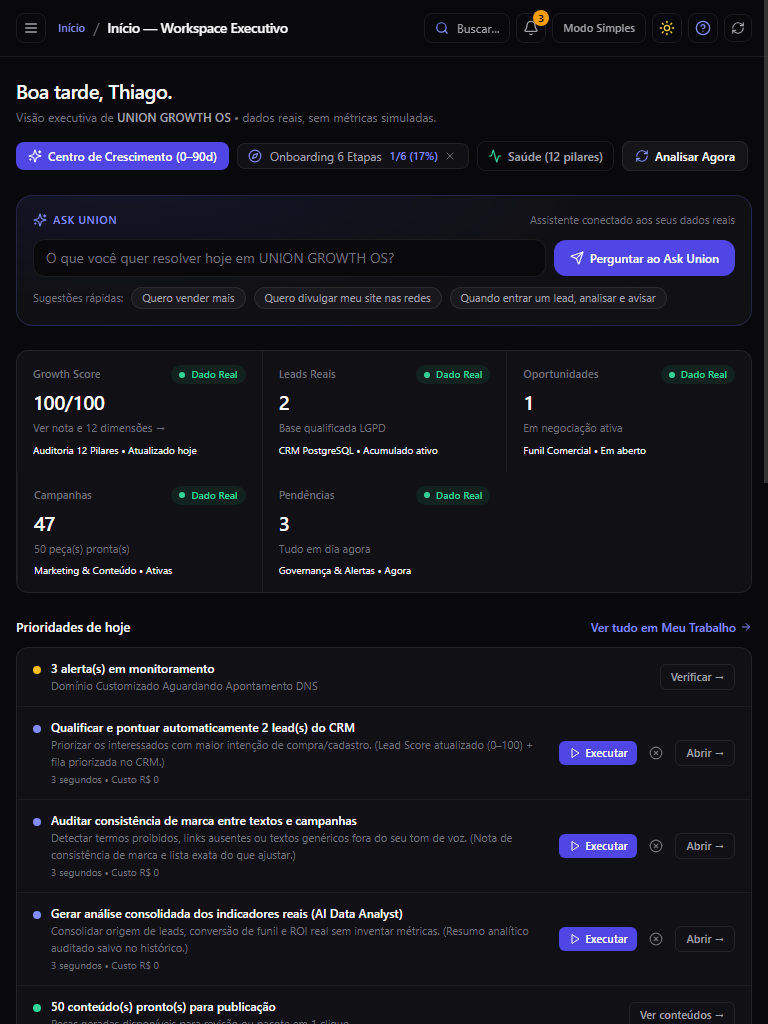 Início / Início — Workspace Executivo
Buscar...
3
Modo Simples
Boa tarde, Thiago.
Visão executiva de UNION GROWTH OS • dados reais, sem métricas simuladas.
Centro de Crescimento (0–90d)
Onboarding 6 Etapas 1/6 (17%)
Saúde (12 pilares)
Analisar Agora
ASK UNION
Assistente conectado aos seus dados reais
O que você quer resolver hoje em UNION GROWTH OS?
Perguntar ao Ask Union
Sugestões rápidas:
Quero vender mais
Quero divulgar meu site nas redes
Quando entrar um lead, analisar e avisar
Growth Score
Dado Real
100/100
Ver nota e 12 dimensões →
Auditoria 12 Pilares • Atualizado hoje
Leads Reais
Dado Real
2
Base qualificada LGPD
CRM PostgreSQL • Acumulado ativo
Oportunidades
Dado Real
1
Em negociação ativa
Funil Comercial • Em aberto
Campanhas
Dado Real
47
50 peça(s) pronta(s)
Marketing & Conteúdo • Ativas
Pendências
Dado Real
3
Tudo em dia agora
Governança & Alertas • Agora
Prioridades de hoje
Ver tudo em Meu Trabalho →
3 alerta(s) em monitoramento
Domínio Customizado Aguardando Apontamento DNS
Verificar →
Qualificar e pontuar automaticamente 2 lead(s) do CRM
Priorizar os interessados com maior intenção de compra/cadastro. (Lead Score atualizado (0–100) +
fila priorizada no CRM.)
3 segundos • Custo R$ 0
Executar
Abrir →
Auditar consistência de marca entre textos e campanhas
Detectar termos proibidos, links ausentes ou textos genéricos fora do seu tom de voz. (Nota de
consistência de marca e lista exata do que ajustar.)
3 segundos • Custo R$ 0
Executar
Abrir →
Gerar análise consolidada dos indicadores reais (AI Data Analyst)
Consolidar origem de leads, conversão de funil e ROI real sem inventar métricas. (Resumo analítico
auditado salvo no histórico.)
3 segundos • Custo R$ 0
Executar
Abrir →
50 conteúdo(s) pronto(s) para publicação
Ver conteúdos →